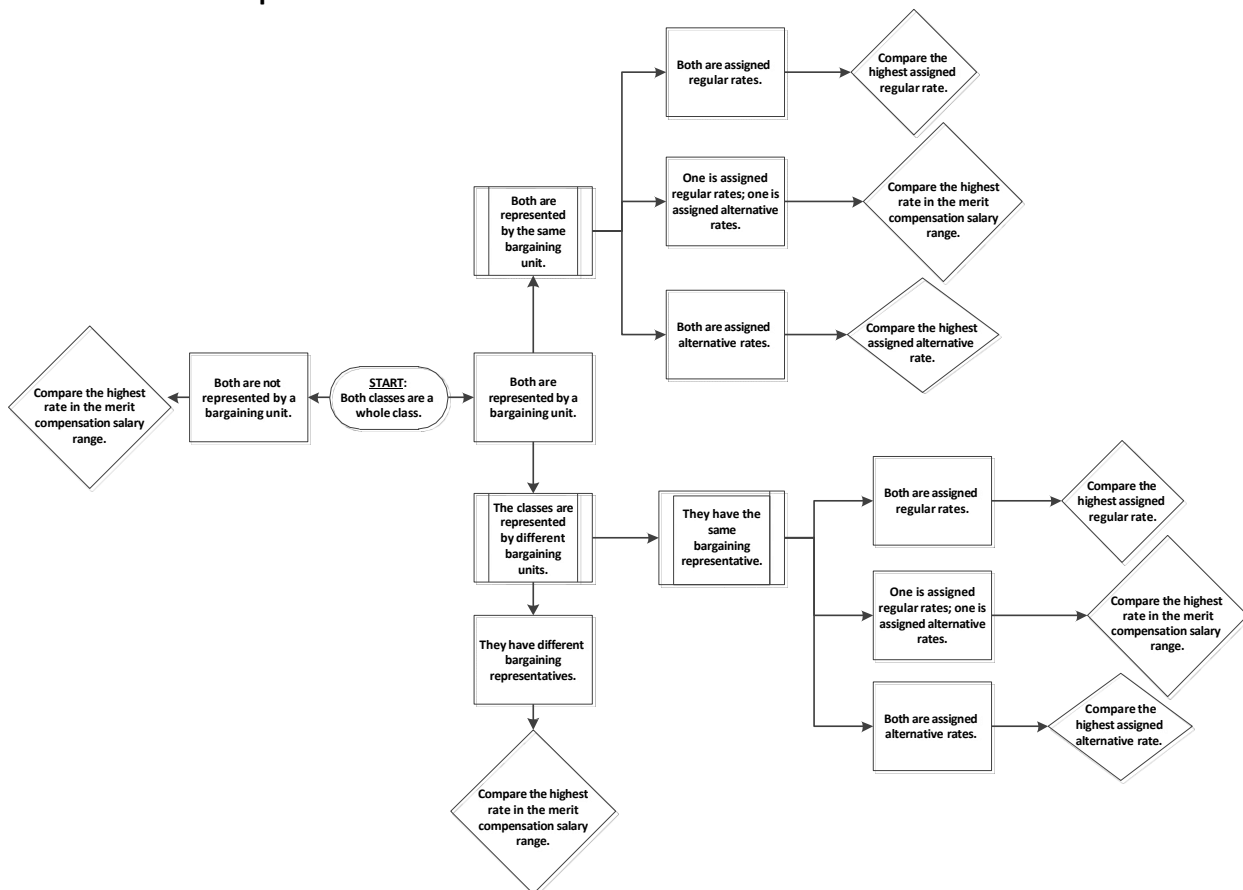 Both are assigned
regular rates.
Compare the
highest assigned
regular rate.
Both are
represented
by the same
bargaining
unit.
One is assigned
regular rates; one is
assigned alternative
rates.
Compare the highest
rate in the merit
compensation salary
range.
Both are assigned
alternative rates.
Compare the highest
assigned alternative
rate.
Compare the highest
rate in the merit
compensation salary
range.
Both are not
represented by a
bargaining unit.
START:
Both classes are a
whole class.
Both are
represented by a
bargaining unit.
The classes are
represented
by different
bargaining
units.
They have the
same
bargaining
representative.
Both are assigned
regular rates.
Compare the
highest assigned
regular rate.
One is assigned
regular rates; one is
assigned alternative
rates.
Compare the highest
rate in the merit
compensation salary
range.
Both are assigned
alternative rates.
Compare the
highest assigned
alternative rate.
They have different
bargaining
representatives.
Compare the highest
rate in the merit
compensation salary
range.